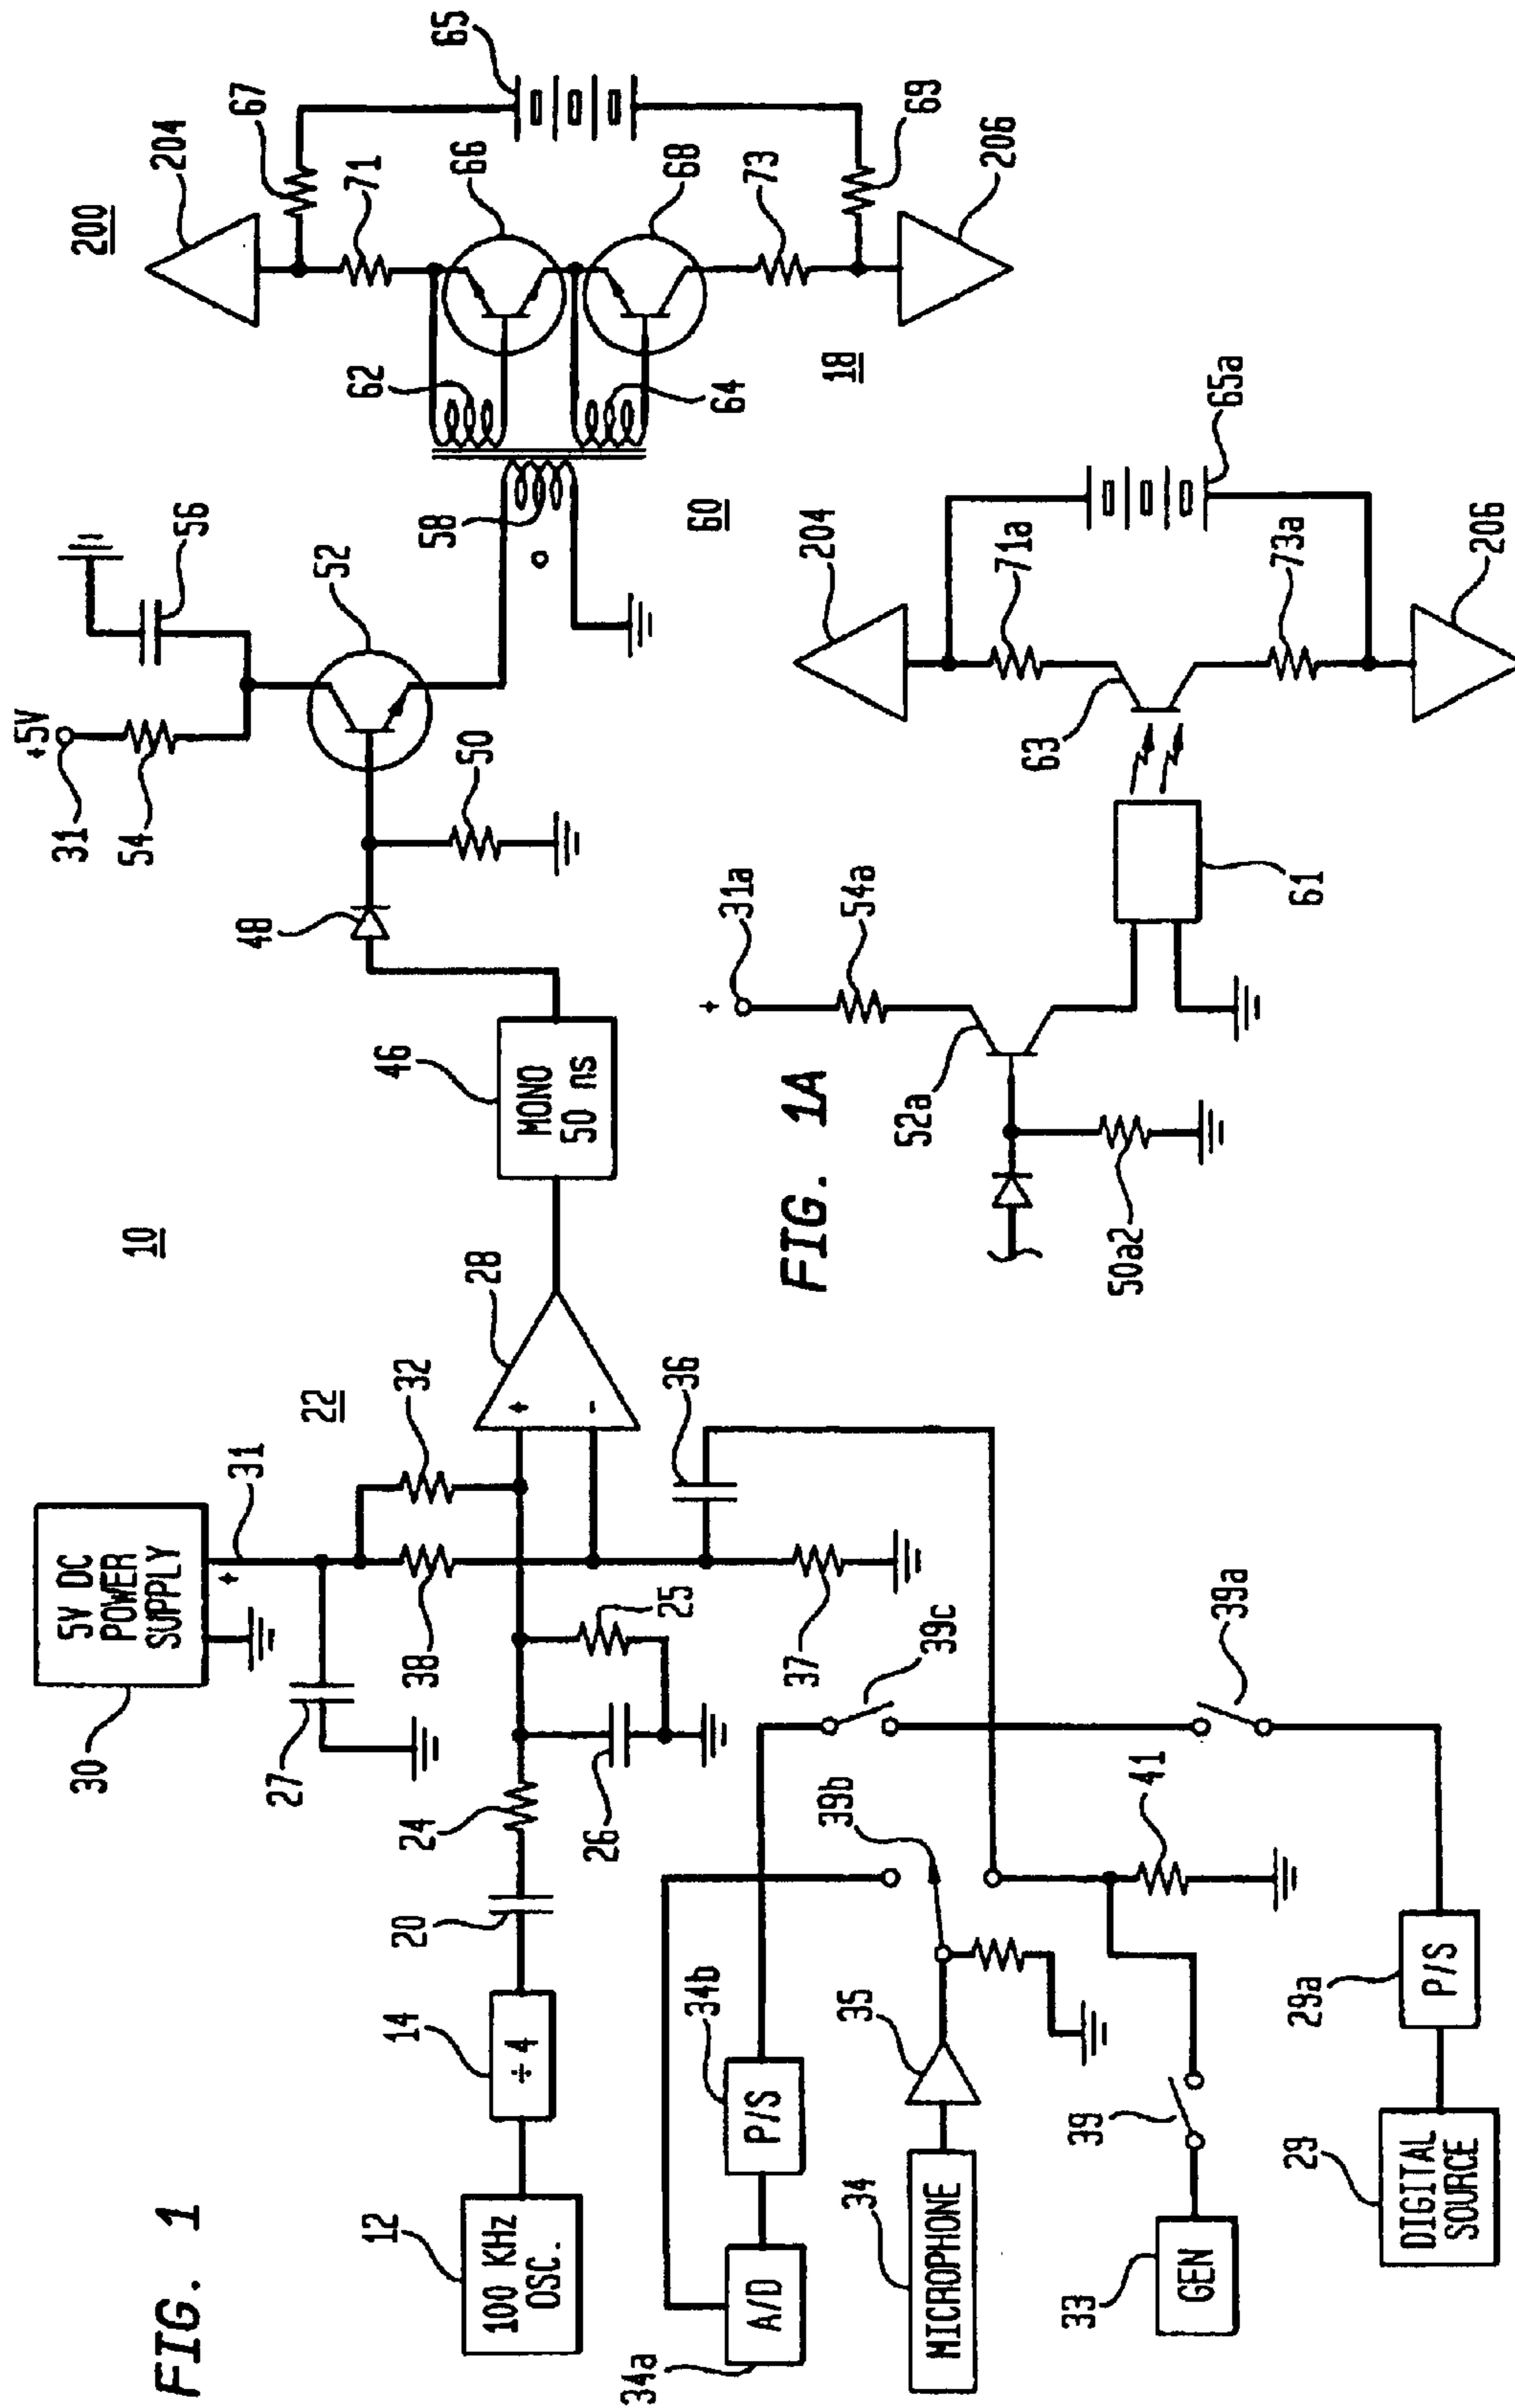 FIG. 1
10
12
100 KHz
OSC.
14
÷ 4
20
24
26
25
27
30
5V DC
POWER
SUPPLY
+
31
38
32
22
28
+
-
36
37
46
MONO
50 ns
48
50
31
+5V
54
52
56
58
60
62
64
66
68
18
71
73
67
69
65
200
204
206
34a
A/D
34b
P/S
39c
39b
39a
34
MICROPHONE
35
33
GEN
39
41
29
DIGITAL
SOURCE
29a
P/S
FIG. 1A
50a2
52a
54a
31a
+
61
63
71a
73a
65a
204
206